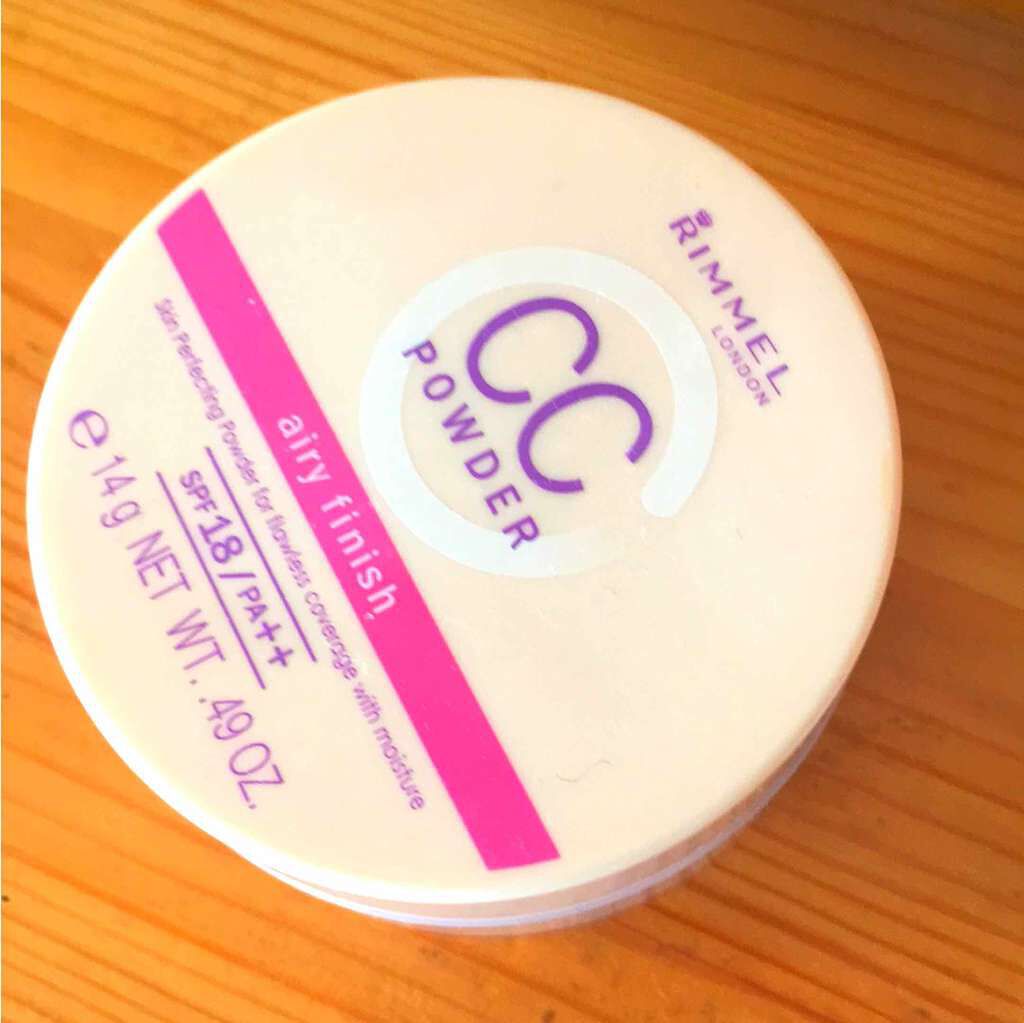 RIMMEL
LONDON
CC
POWDER
airy finish
Skin Perfecting Powder for flawless coverage with moisture
SPF18/PA++
e 14g NET WT. .49 OZ.